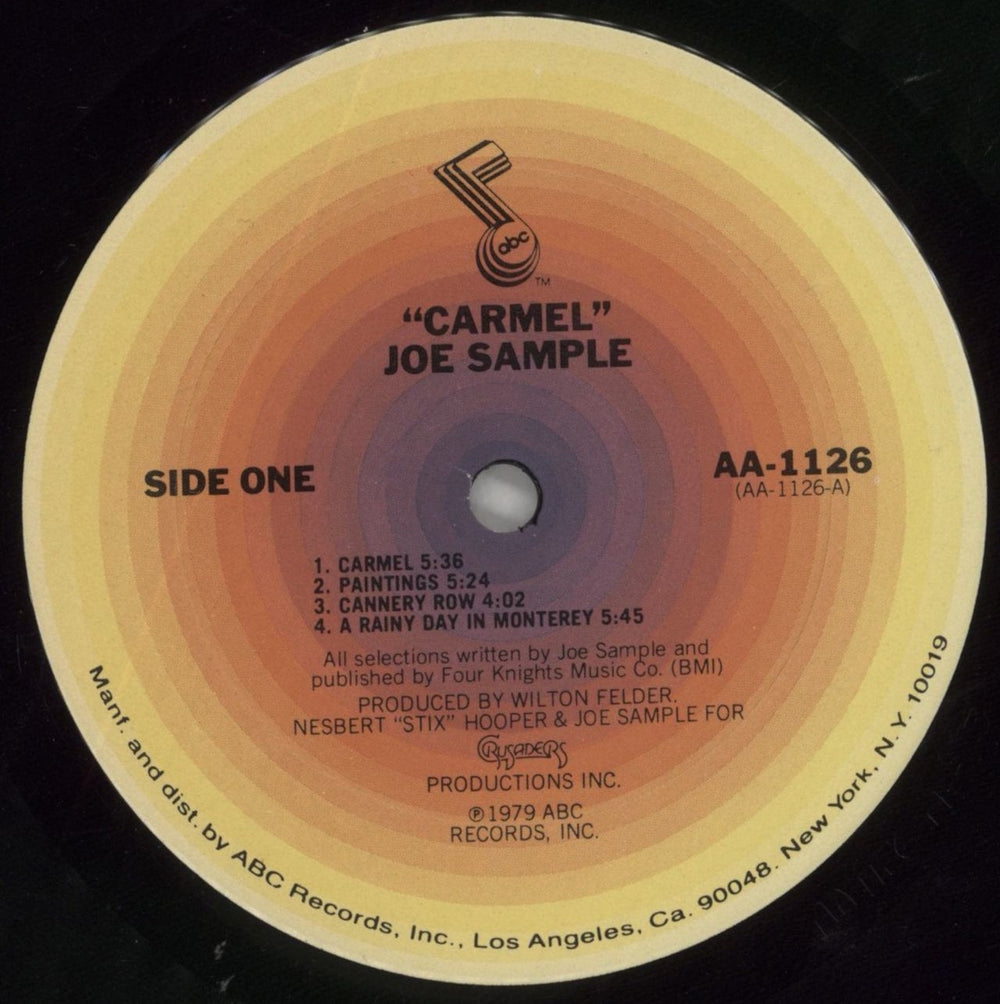 abc
TM
“CARMEL”
JOE SAMPLE
SIDE ONE
AA-1126
(AA-1126-A)
1. CARMEL 5:36
2. PAINTINGS 5:24
3. CANNERY ROW 4:02
4. A RAINY DAY IN MONTEREY 5:45
All selections written by Joe Sample and
published by Four Knights Music Co. (BMI)
PRODUCED BY WILTON FELDER.
NESBERT “STIX” HOOPER & JOE SAMPLE FOR
CRUSADERS
PRODUCTIONS INC.
℗1979 ABC
RECORDS, INC.
Manf. and dist. by ABC Records, Inc., Los Angeles, Ca. 90048. New York, N.Y. 10019